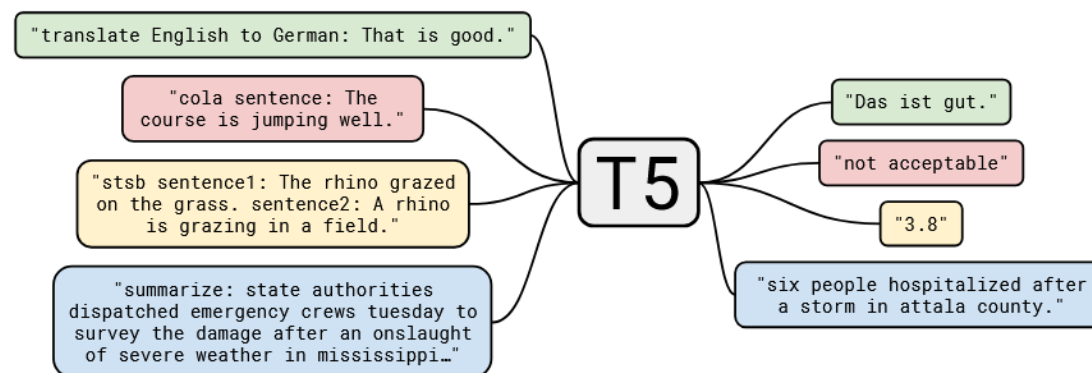 "translate English to German: That is good."
"cola sentence: The
course is jumping well."
"stsb sentence1: The rhino grazed
on the grass. sentence2: A rhino
is grazing in a field."
"summarize: state authorities
dispatched emergency crews tuesday to
survey the damage after an onslaught
of severe weather in mississippi…"
T5
"Das ist gut."
"not acceptable"
"3.8"
"six people hospitalized after
a storm in attala county."